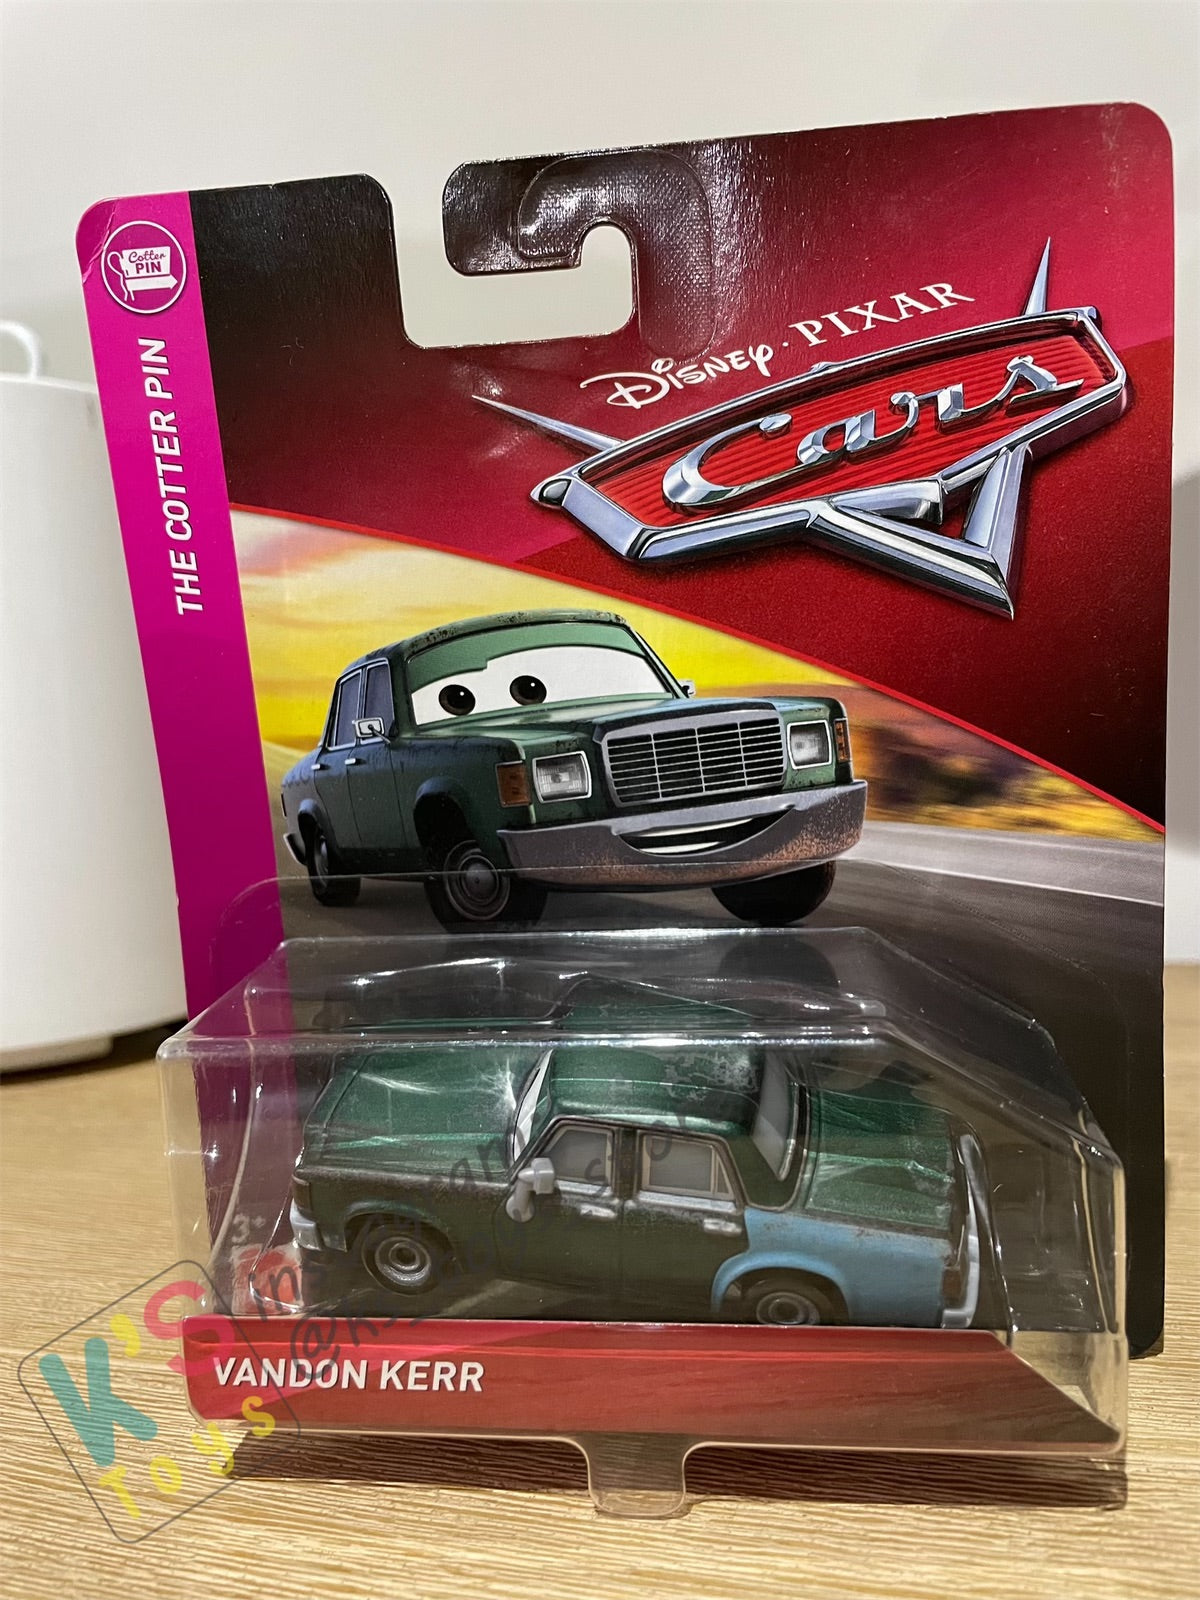 Cotter
PIN
THE COTTER PIN
DISNEY · PIXAR
Cars
3+
VANDON KERR
K'S
Toys